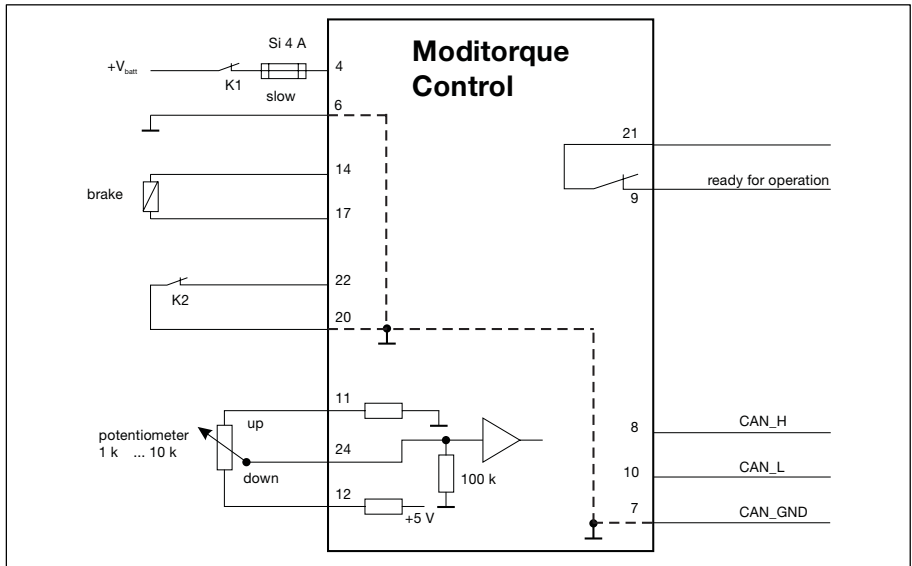 Moditorque
Control
Si 4 A
+Vbatt
K1
slow
4
6
14
brake
17
22
K2
20
11
up
potentiometer
1 k ... 10 k
24
down
12
100 k
+5 V
21
ready for operation
9
8
CAN_H
10
CAN_L
7
CAN_GND